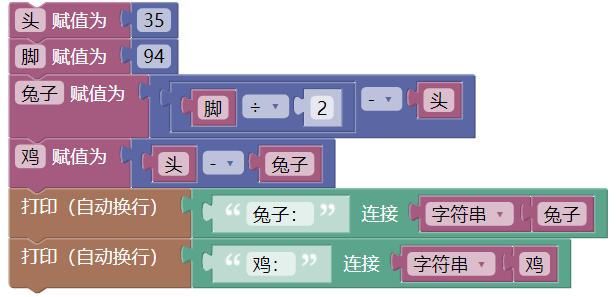 头 赋值为 35
脚 赋值为 94
兔子 赋值为 脚 ÷ 2 - 头
鸡 赋值为 头 - 兔子
打印（自动换行） “ 兔子： ” 连接 字符串 兔子
打印（自动换行） “ 鸡： ” 连接 字符串 鸡